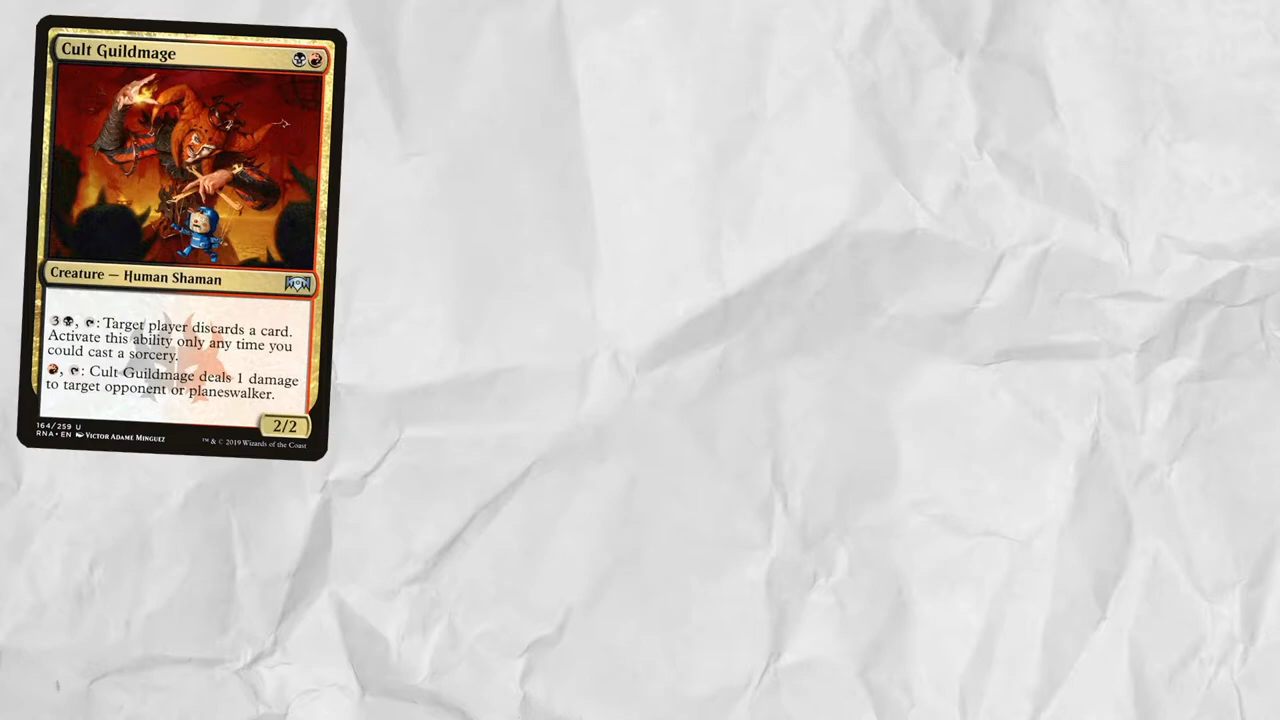 Cult Guildmage
Creature — Human Shaman
3, : Target player discards a card.
Activate this ability only any time you
could cast a sorcery.
, : Cult Guildmage deals 1 damage
to target opponent or planeswalker.
2/2
164/259 U
RNA • EN Victor Adame Minguez
™ & © 2019 Wizards of the Coast